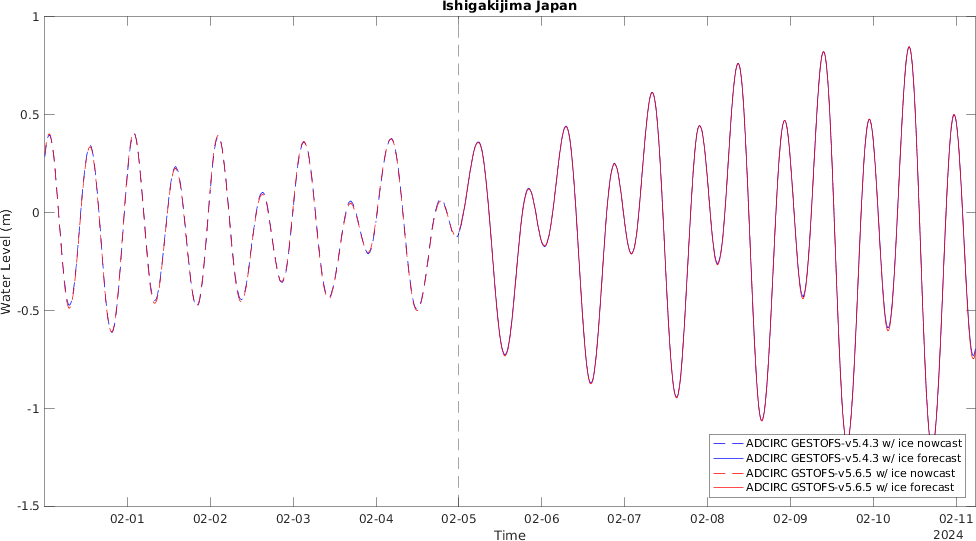 Ishigakijima Japan
1
0.5
0
-0.5
-1
-1.5
Water Level (m)
ADCIRC GESTOFS-v5.4.3 w/ ice nowcast
ADCIRC GESTOFS-v5.4.3 w/ ice forecast
ADCIRC GSTOFS-v5.6.5 w/ ice nowcast
ADCIRC GSTOFS-v5.6.5 w/ ice forecast
02-01 02-02 02-03 02-04 02-05 02-06 02-07 02-08 02-09 02-10 02-11
Time
2024